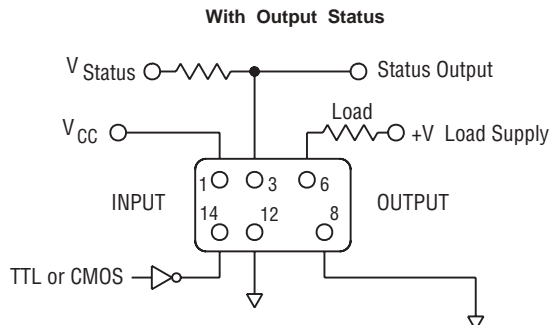 With Output Status
V Status
Status Output
Load
VCC
+V Load Supply
1
3
6
INPUT
OUTPUT
14
12
8
TTL or CMOS